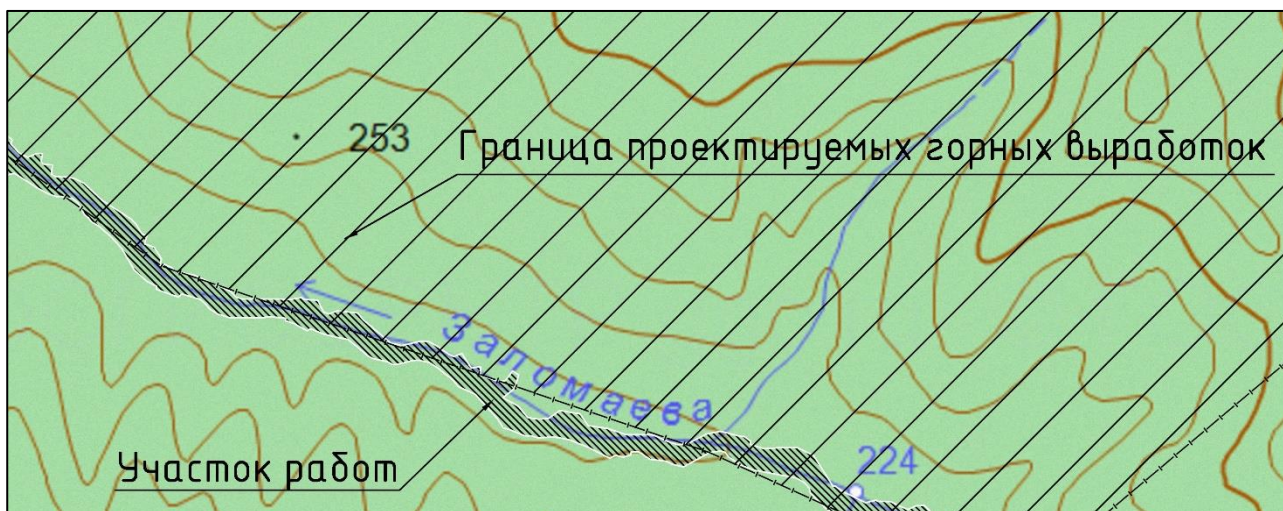 253
Граница проектируемых горных выработок
Заломаева
Участок работ
224